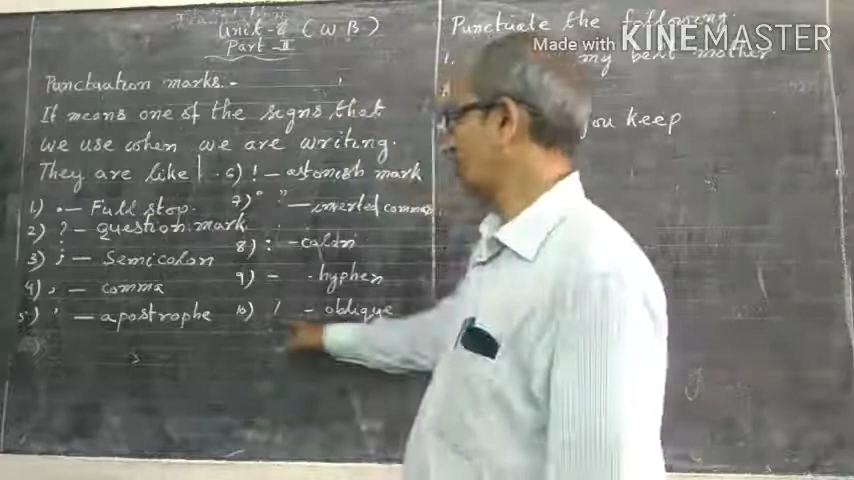 Unit-8 (WB)
Part-II
Punctuation marks.-
It means one of the signs that
we use when we are writing.
They are like
1) . - Full stop.
2) ? - question mark
3) ; - Semicolon
4) , - comma
5) ' - apostrophe
6) ! - astonish mark
7) " " - inverted commas
8) : - colon
9) - - hyphen
10) / - oblique
Punctuate the following.
1. my best mother
you keep
Made with KINEMASTER